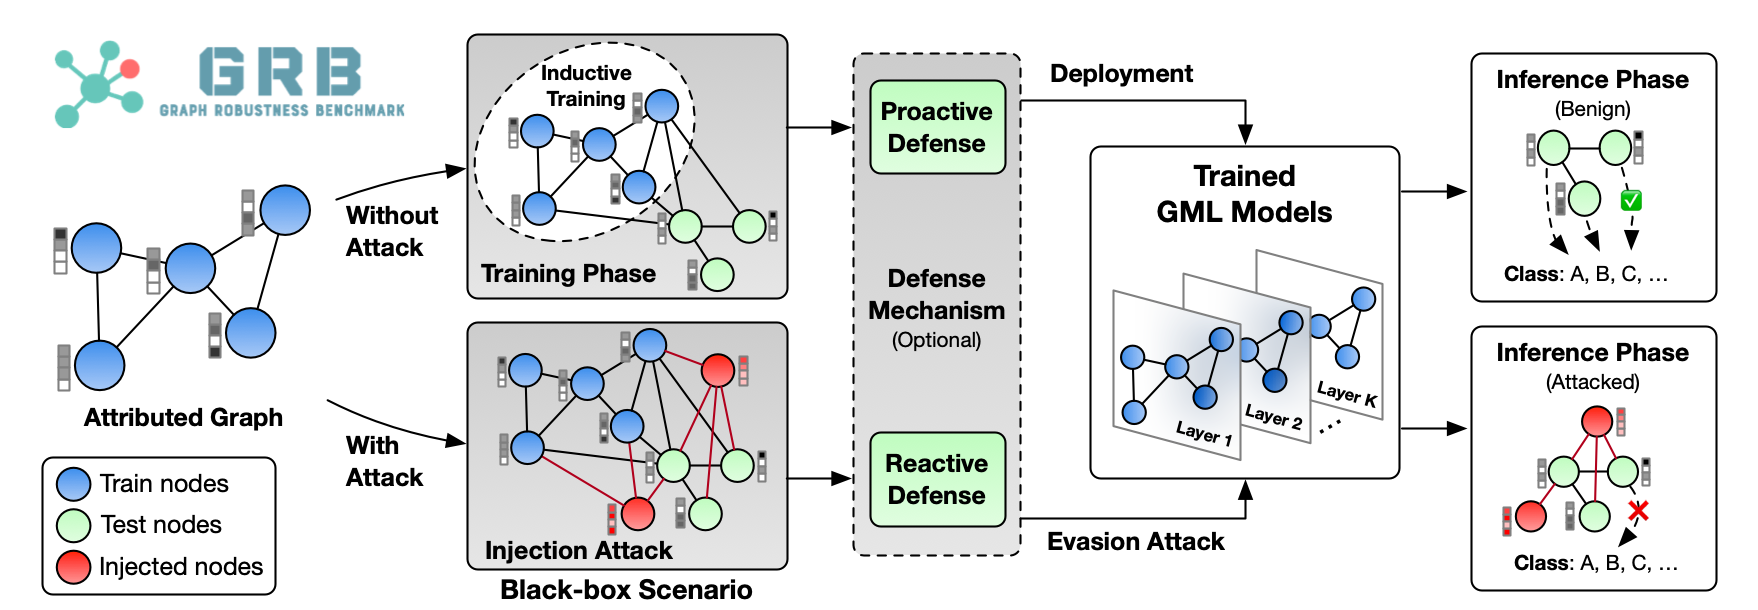 GRB
GRAPH ROBUSTNESS BENCHMARK
Attributed Graph
Train nodes
Test nodes
Injected nodes
Without
Attack
With
Attack
Inductive
Training
Training Phase
Injection Attack
Black-box Scenario
Proactive
Defense
Defense
Mechanism
(Optional)
Reactive
Defense
Deployment
Evasion Attack
Trained
GML Models
Layer 1
Layer 2
...
Layer K
Inference Phase
(Benign)
Class: A, B, C, ...
Inference Phase
(Attacked)
Class: A, B, C, ...